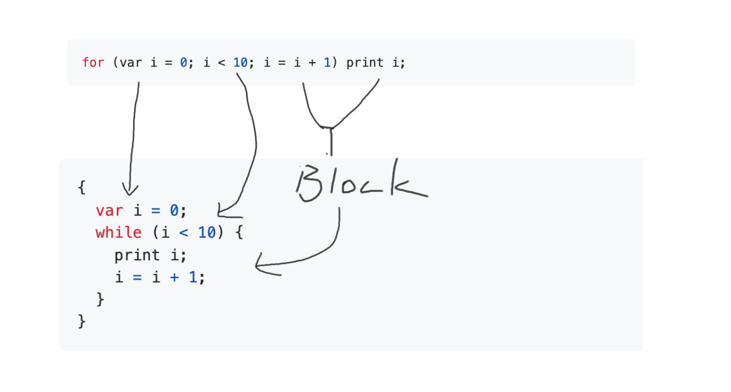 for (var i = 0; i < 10; i = i + 1) print i;
Block
{
  var i = 0;
  while (i < 10) {
    print i;
    i = i + 1;
  }
}